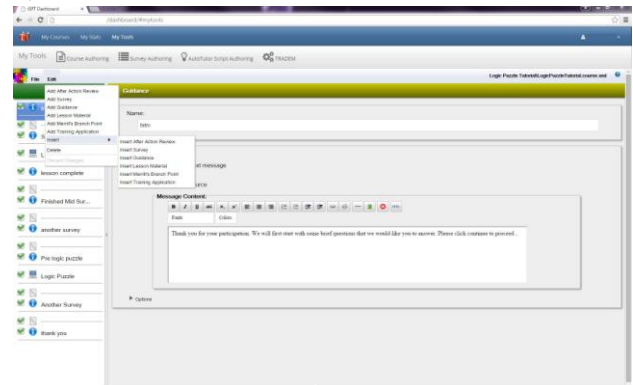 GIFT Dashboard
/dashboard/#mytools
My Courses My Stats My Tools
My Tools Course Authoring Survey Authoring AutoTutor Script Authoring TRADEM
File Edit
Logic Puzzle Tutorial\LogicPuzzleTutorial.course.xml
Add After Action Review
Add Survey
Add Guidance
Add Lesson Material
Add Merrill's Branch Point
Add Training Application
Insert
Delete
Discard Changes
Insert After Action Review
Insert Survey
Insert Guidance
Insert Lesson Material
Insert Merrill's Branch Point
Insert Training Application
Guidance
Name:
Intro
message
Message Content:
Fonts Colors
Thank you for your participation. We will first start with some brief questions that we would like you to answer. Please click continue to proceed .
Options
lesson complete
Finished Mid Sur...
another survey
Pre logic puzzle
Logic Puzzle
Another Survey
thank you